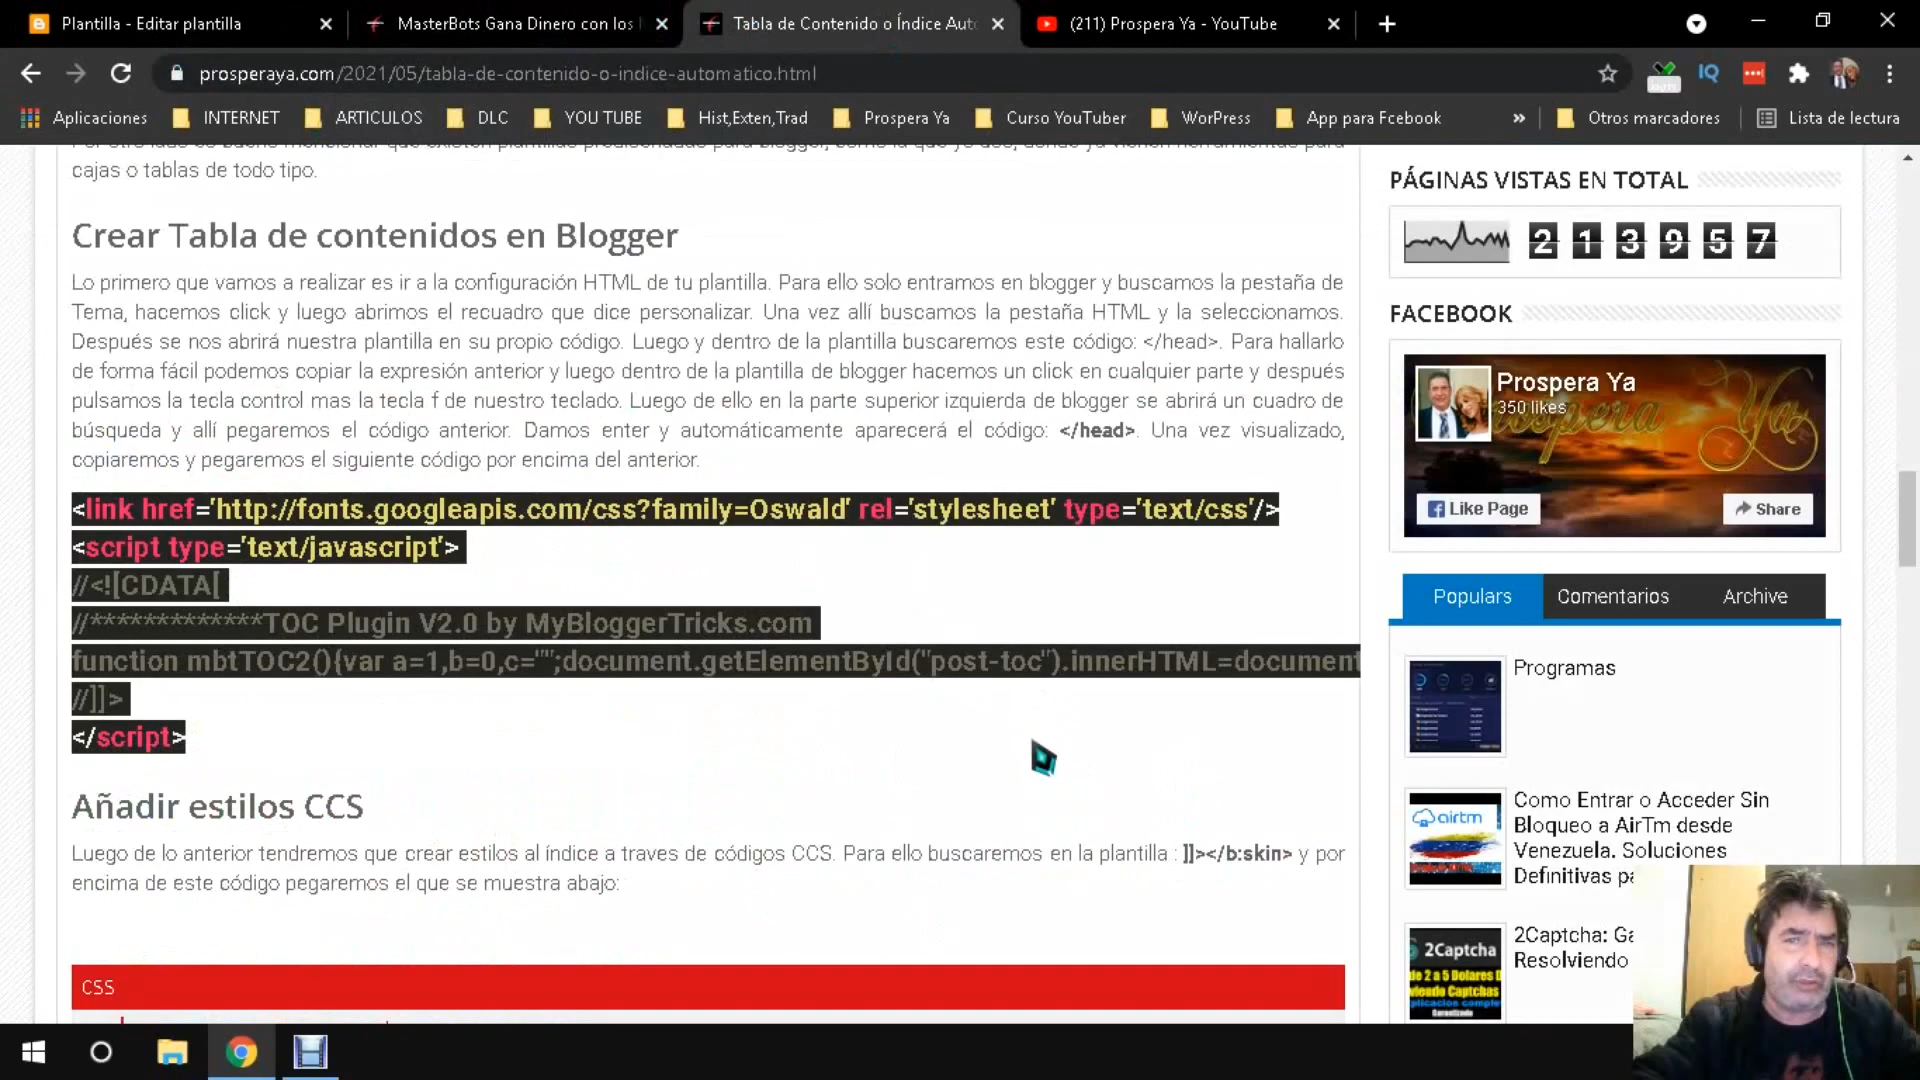 Plantilla - Editar plantilla
MasterBots Gana Dinero con los
Tabla de Contenido o Índice Auto
(211) Prospera Ya - YouTube
prosperaya.com/2021/05/tabla-de-contenido-o-indice-automatico.html
Aplicaciones
INTERNET
ARTICULOS
DLC
YOU TUBE
Hist,Exten,Trad
Prospera Ya
Curso YouTuber
WorPress
App para Fcebook
»
Otros marcadores
Lista de lectura
cajas o tablas de todo tipo.
Crear Tabla de contenidos en Blogger
Lo primero que vamos a realizar es ir a la configuración HTML de tu plantilla. Para ello solo entramos en blogger y buscamos la pestaña de
Tema, hacemos click y luego abrimos el recuadro que dice personalizar. Una vez allí buscamos la pestaña HTML y la seleccionamos.
Después se nos abrirá nuestra plantilla en su propio código. Luego y dentro de la plantilla buscaremos este código: </head>. Para hallarlo
de forma fácil podemos copiar la expresión anterior y luego dentro de la plantilla de blogger hacemos un click en cualquier parte y después
pulsamos la tecla control mas la tecla f de nuestro teclado. Luego de ello en la parte superior izquierda de blogger se abrirá un cuadro de
búsqueda y allí pegaremos el código anterior. Damos enter y automáticamente aparecerá el código: </head>. Una vez visualizado,
copiaremos y pegaremos el siguiente código por encima del anterior.
<link href='http://fonts.googleapis.com/css?family=Oswald' rel='stylesheet' type='text/css'/>
<script type='text/javascript'>
//<![CDATA[
//*************TOC Plugin V2.0 by MyBloggerTricks.com
function mbtTOC2(){var a=1,b=0,c="";document.getElementById("post-toc").innerHTML=document
//]]>
</script>
Añadir estilos CCS
Luego de lo anterior tendremos que crear estilos al índice a traves de códigos CCS. Para ello buscaremos en la plantilla : ]]></b:skin> y por
encima de este código pegaremos el que se muestra abajo:
CSS
PÁGINAS VISTAS EN TOTAL
213957
FACEBOOK
Prospera Ya
350 likes
Like Page
Share
Populars
Comentarios
Archive
Programas
airtm
Como Entrar o Acceder Sin
Bloqueo a AirTm desde
Venezuela. Soluciones
Definitivas pa
2Captcha
2Captcha: Ga
Resolviendo